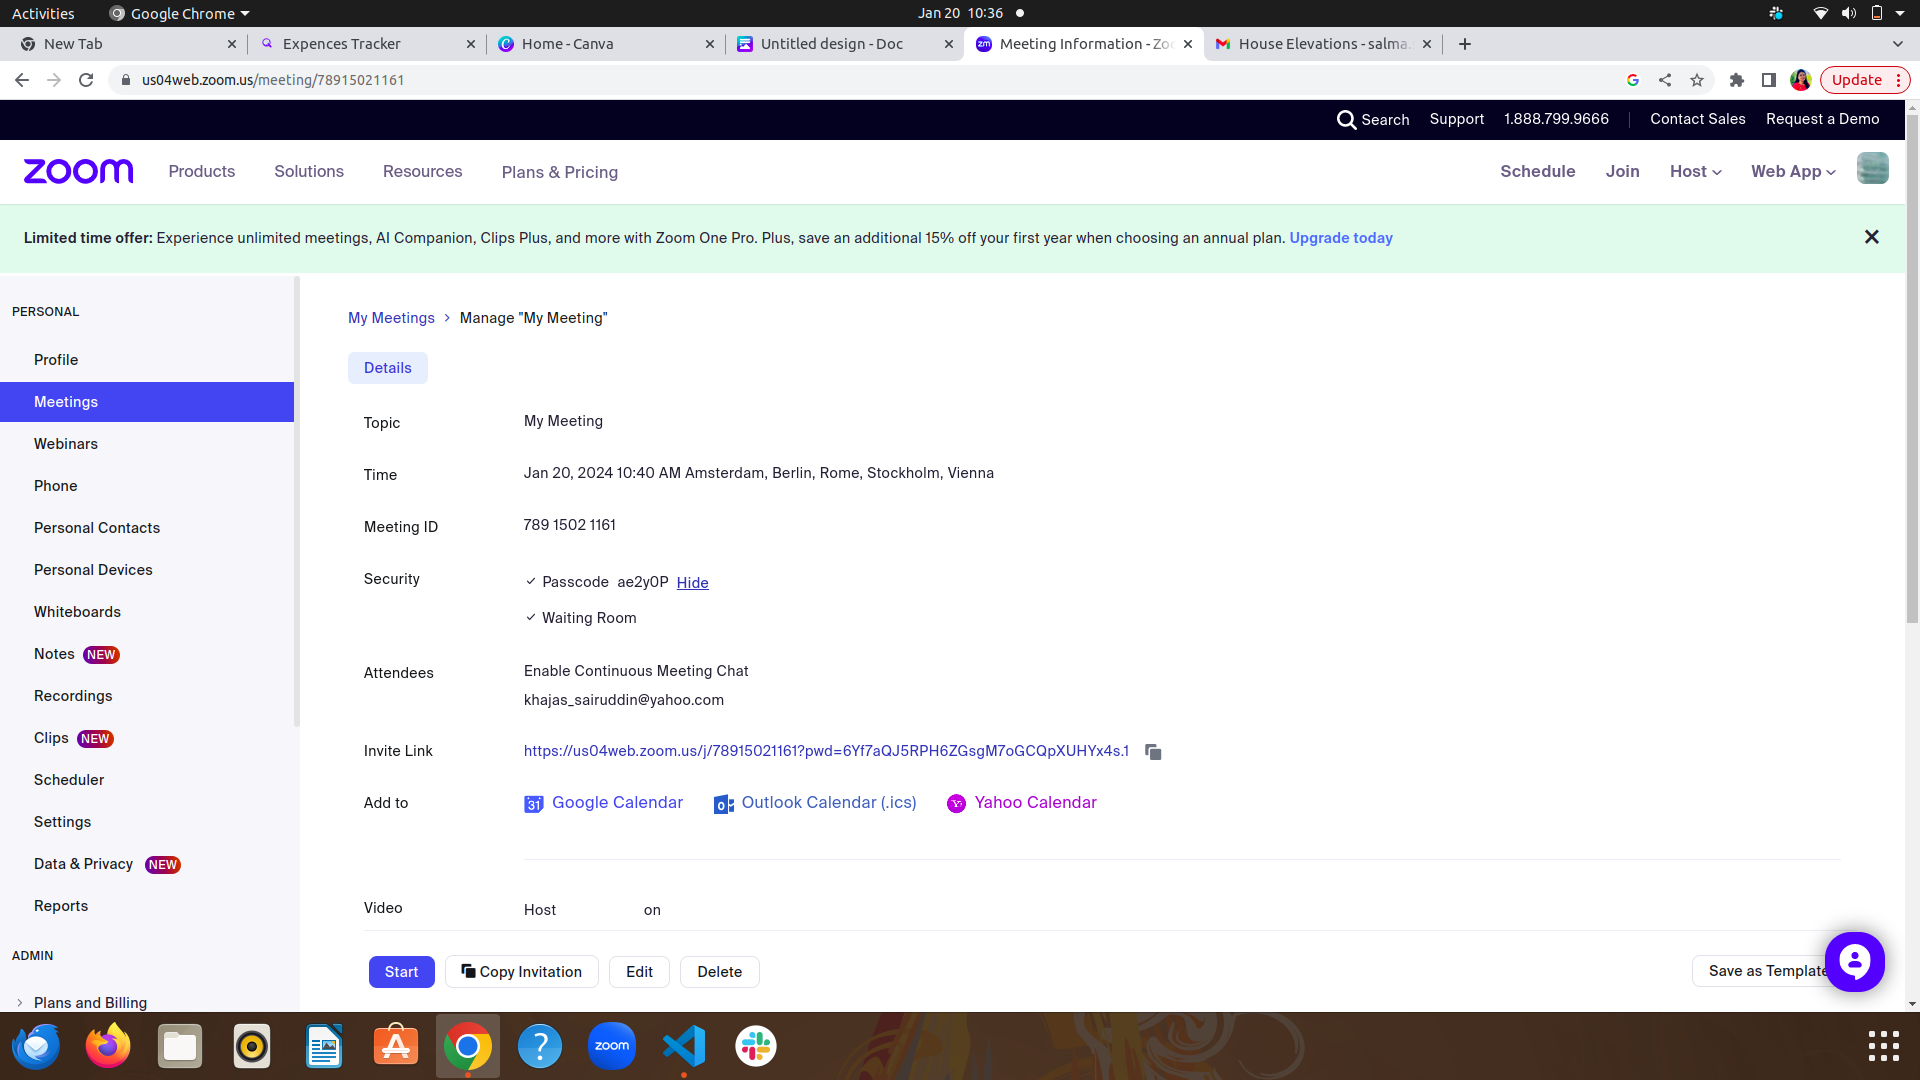 Activities Google Chrome Jan 20 10:36
New Tab Expences Tracker Home - Canva Untitled design - Doc Meeting Information - Zoo House Elevations - salma.
us04web.zoom.us/meeting/78915021161 Update
Search Support 1.888.799.9666 Contact Sales Request a Demo
zoom Products Solutions Resources Plans & Pricing Schedule Join Host Web App
Limited time offer: Experience unlimited meetings, AI Companion, Clips Plus, and more with Zoom One Pro. Plus, save an additional 15% off your first year when choosing an annual plan. Upgrade today
PERSONAL
Profile
Meetings
Webinars
Phone
Personal Contacts
Personal Devices
Whiteboards
Notes NEW
Recordings
Clips NEW
Scheduler
Settings
Data & Privacy NEW
Reports
ADMIN
Plans and Billing
My Meetings > Manage "My Meeting"
Details
Topic My Meeting
Time Jan 20, 2024 10:40 AM Amsterdam, Berlin, Rome, Stockholm, Vienna
Meeting ID 789 1502 1161
Security Passcode ae2y0P Hide
Waiting Room
Attendees Enable Continuous Meeting Chat
khajas_sairuddin@yahoo.com
Invite Link https://us04web.zoom.us/j/78915021161?pwd=6Yf7aQJ5RPH6ZGsgM7oGCQpXUHYx4s.1
Add to 31 Google Calendar Outlook Calendar (.ics) Yahoo Calendar
Video Host on
Start Copy Invitation Edit Delete Save as Template
zoom